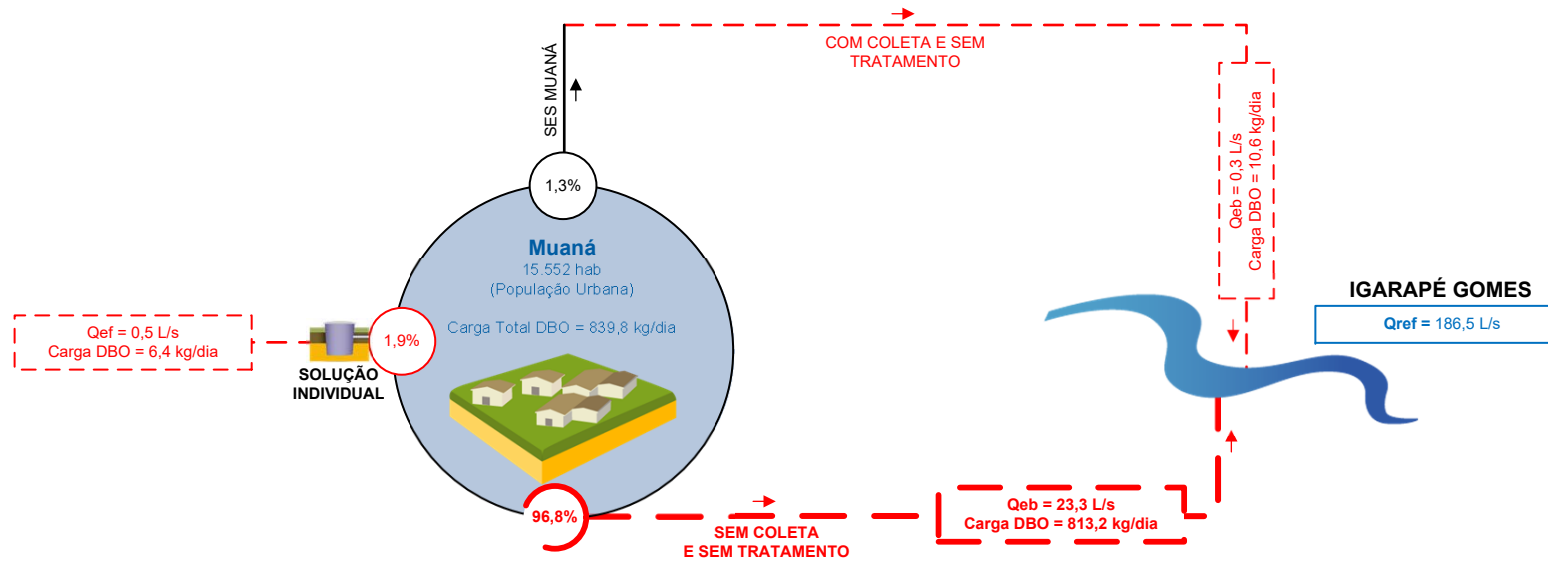 COM COLETA E SEM
TRATAMENTO
SES MUANÁ
Qeb = 0,3 L/s
Carga DBO = 10,6 kg/dia
1,3%
Muaná
15.552 hab
(População Urbana)
Carga Total DBO = 839,8 kg/dia
IGARAPÉ GOMES
Qref = 186,5 L/s
Qef = 0,5 L/s
Carga DBO = 6,4 kg/dia
1,9%
SOLUÇÃO
INDIVIDUAL
96,8%
SEM COLETA
E SEM TRATAMENTO
Qeb = 23,3 L/s
Carga DBO = 813,2 kg/dia